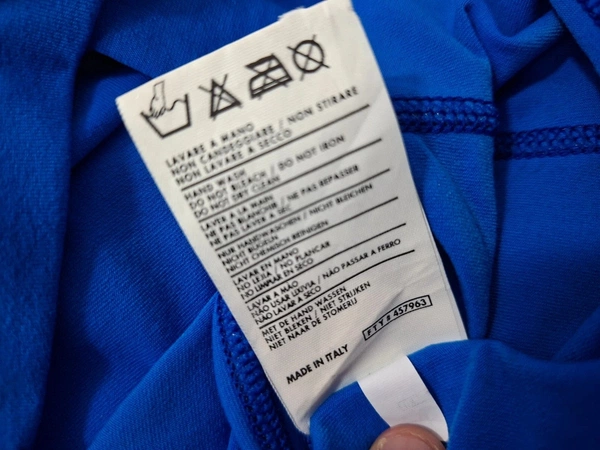 LAVARE A MANO
NON CANDEGGIARE / NON STIRARE
NON LAVARE A SECCO
HAND WASH
DO NOT BLEACH / DO NOT IRON
DO NOT DRY CLEAN
LAVER A LA MAIN
NE PAS BLANCHIR / NE PAS REPASSER
NE PAS LAVER A SEC
NUR HANDWASCHEN / NICHT BLEICHEN
NICHT BUGELN
NICHT CHEMISCH REINIGEN
LAVAR EN MANO
NO LEJIA / NO PLANCAR
NO LIMPIAR EN SECO
LAVAR A MÃO
NÃO USAR LIXIVIA / NÃO PASSAR A FERRO
NÃO LAVAR A SECO
MET DE HAND WASSEN
NIET BLEKEN / NIET STRIJKEN
NIET NAAR DE STOMERIJ
FTY# 457963
MADE IN ITALY